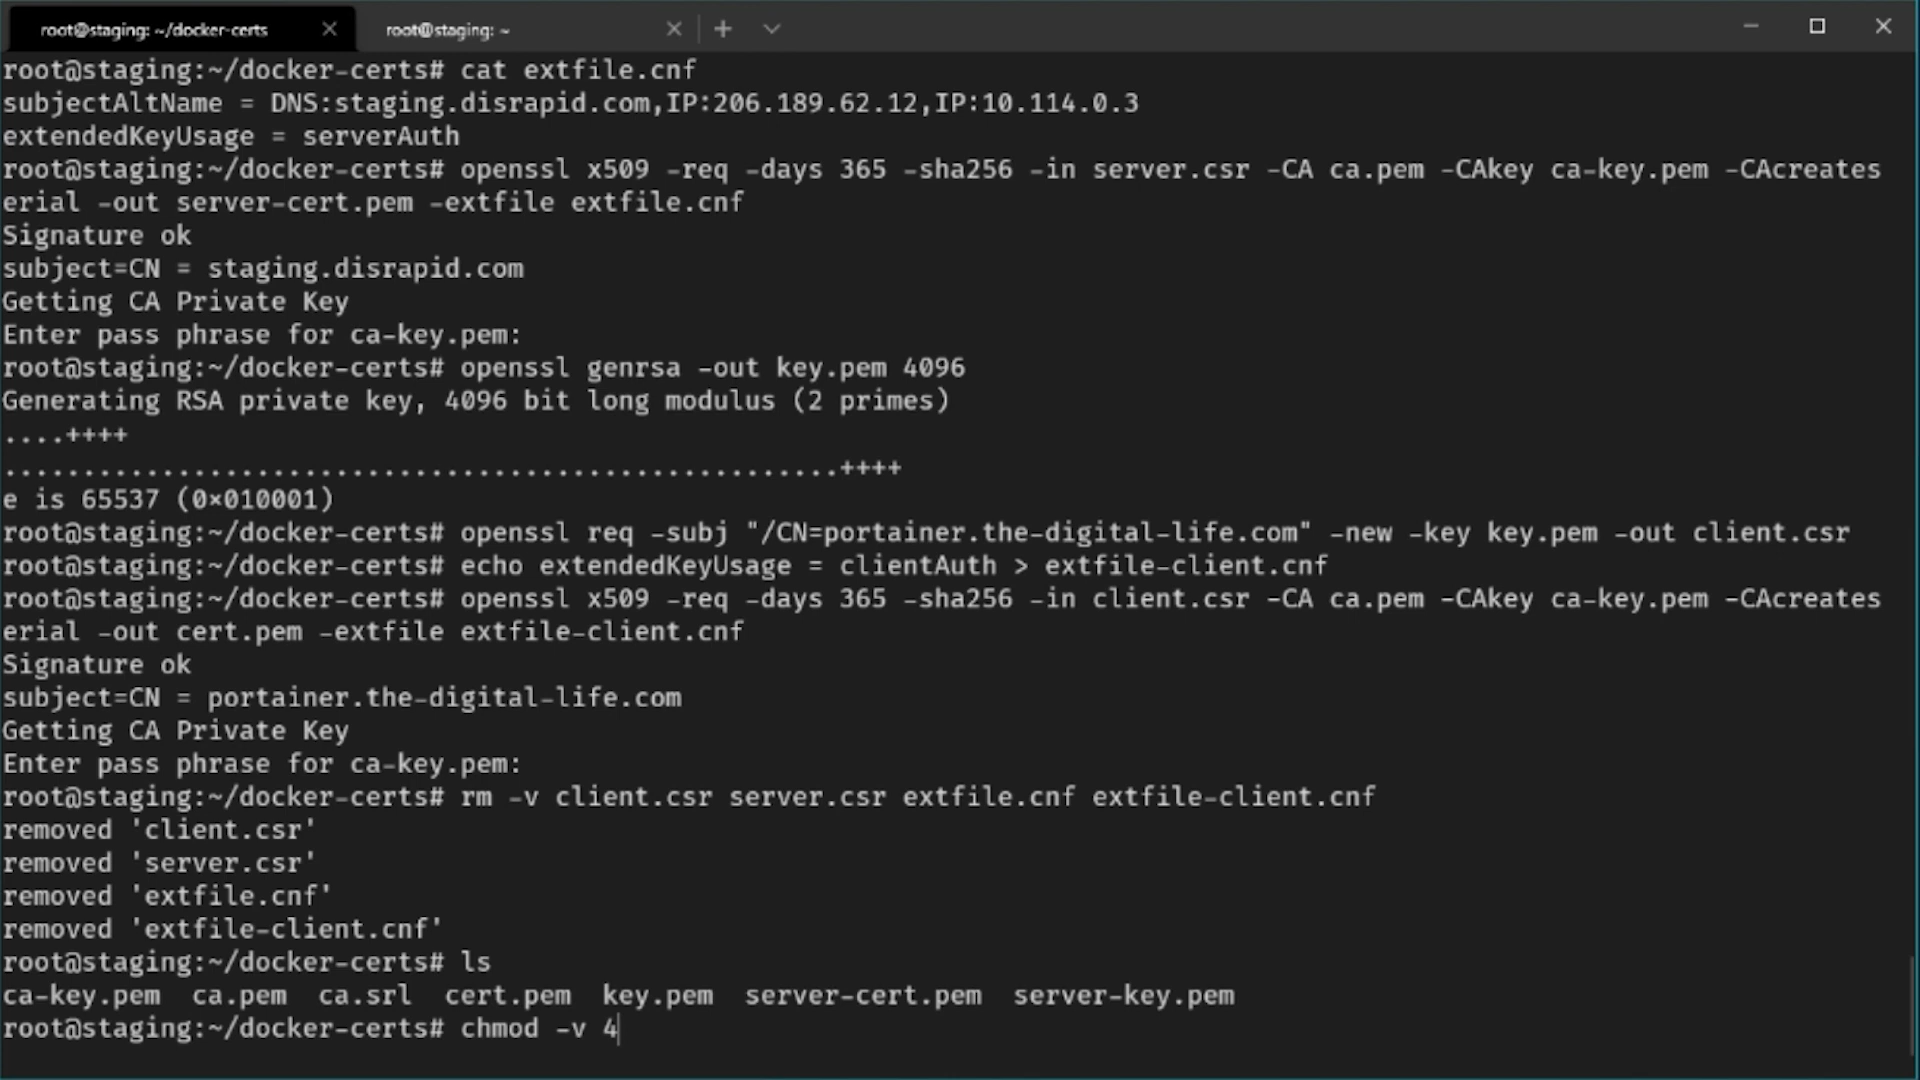 root@staging: ~/docker-certs
root@staging: ~
root@staging:~/docker-certs# cat extfile.cnf
subjectAltName = DNS:staging.disrapid.com,IP:206.189.62.12,IP:10.114.0.3
extendedKeyUsage = serverAuth
root@staging:~/docker-certs# openssl x509 -req -days 365 -sha256 -in server.csr -CA ca.pem -CAkey ca-key.pem -CAcreates
erial -out server-cert.pem -extfile extfile.cnf
Signature ok
subject=CN = staging.disrapid.com
Getting CA Private Key
Enter pass phrase for ca-key.pem:
root@staging:~/docker-certs# openssl genrsa -out key.pem 4096
Generating RSA private key, 4096 bit long modulus (2 primes)
....++++
.....................................................++++
e is 65537 (0×010001)
root@staging:~/docker-certs# openssl req -subj "/CN=portainer.the-digital-life.com" -new -key key.pem -out client.csr
root@staging:~/docker-certs# echo extendedKeyUsage = clientAuth > extfile-client.cnf
root@staging:~/docker-certs# openssl x509 -req -days 365 -sha256 -in client.csr -CA ca.pem -CAkey ca-key.pem -CAcreates
erial -out cert.pem -extfile extfile-client.cnf
Signature ok
subject=CN = portainer.the-digital-life.com
Getting CA Private Key
Enter pass phrase for ca-key.pem:
root@staging:~/docker-certs# rm -v client.csr server.csr extfile.cnf extfile-client.cnf
removed 'client.csr'
removed 'server.csr'
removed 'extfile.cnf'
removed 'extfile-client.cnf'
root@staging:~/docker-certs# ls
ca-key.pem  ca.pem  ca.srl  cert.pem  key.pem  server-cert.pem  server-key.pem
root@staging:~/docker-certs# chmod -v 4